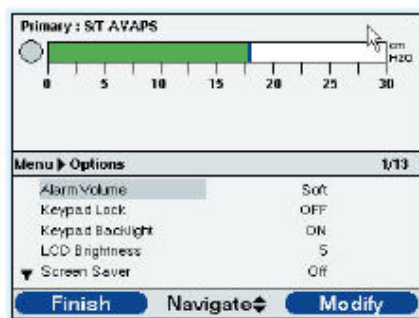 Primary : S/T AVAPS
cm
H2O
0 5 10 15 20 25 30
Menu Options 1/13
Alarm Volume Soft
Keypad Lock OFF
Keypad Backlight ON
LCD Brightness 5
Screen Saver Off
Finish Navigate Modify